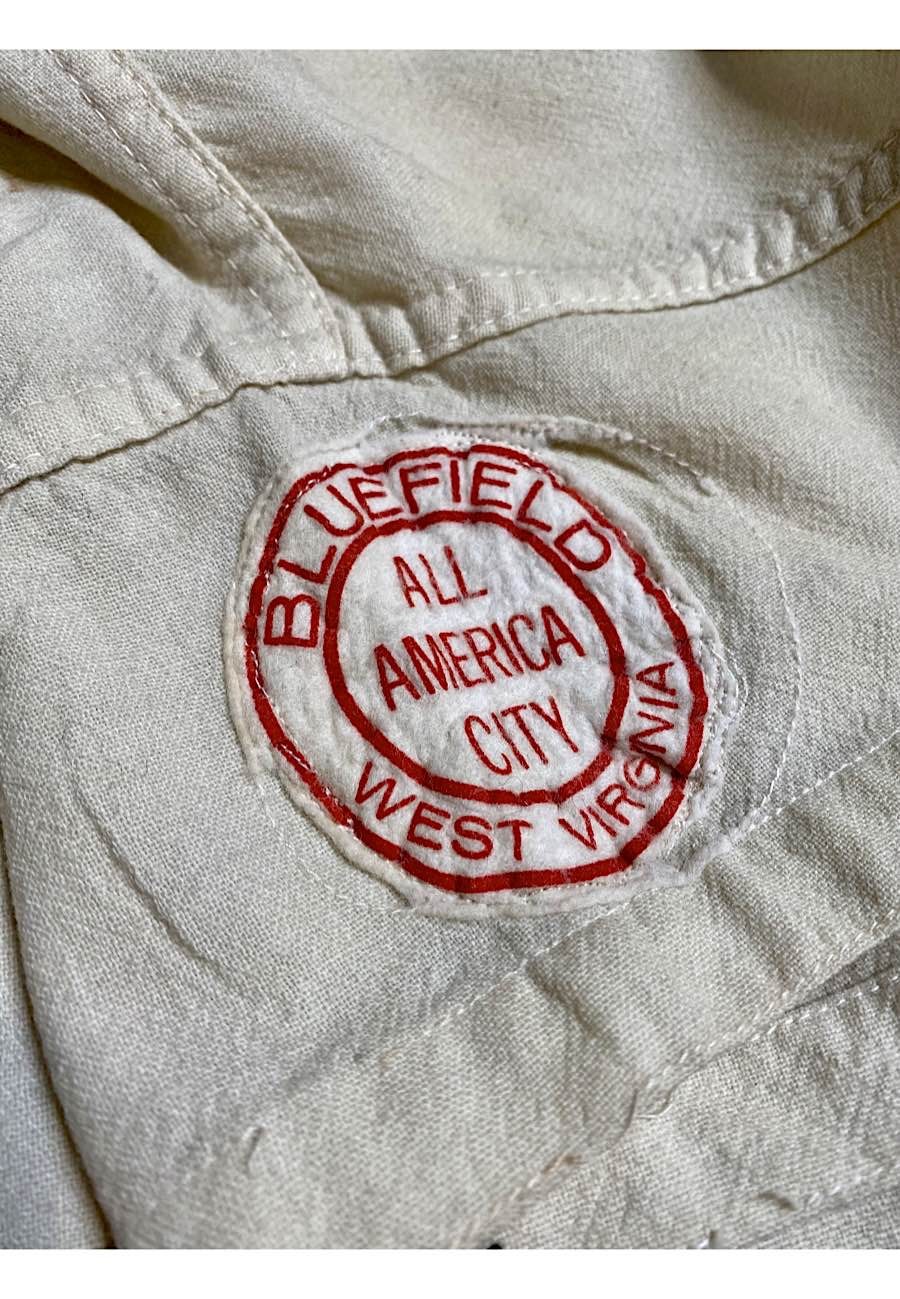 BLUEFIELD
ALL
AMERICA
CITY
WEST VIRGINIA